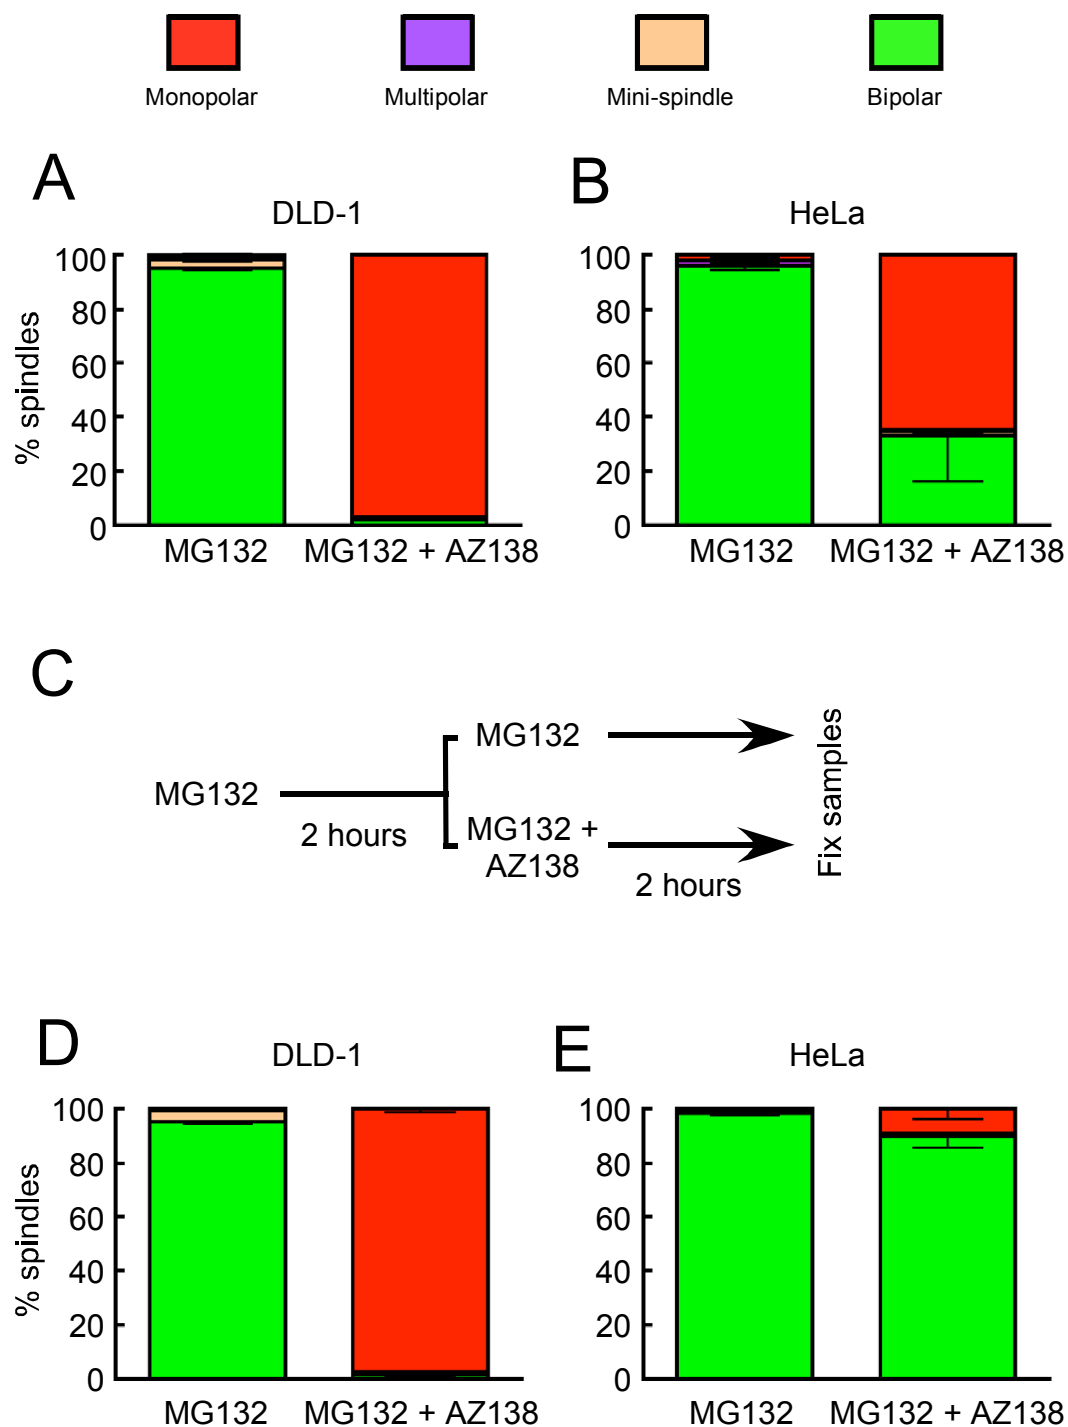 Monopolar Multipolar Mini-spindle Bipolar
A
DLD-1
% spindles
100
80
60
40
20
0
MG132 MG132 + AZ138
B
HeLa
100
80
60
40
20
0
MG132 MG132 + AZ138
C
MG132
2 hours
MG132
MG132 +
AZ138
2 hours
Fix samples
D
DLD-1
% spindles
100
80
60
40
20
0
MG132 MG132 + AZ138
E
HeLa
100
80
60
40
20
0
MG132 MG132 + AZ138